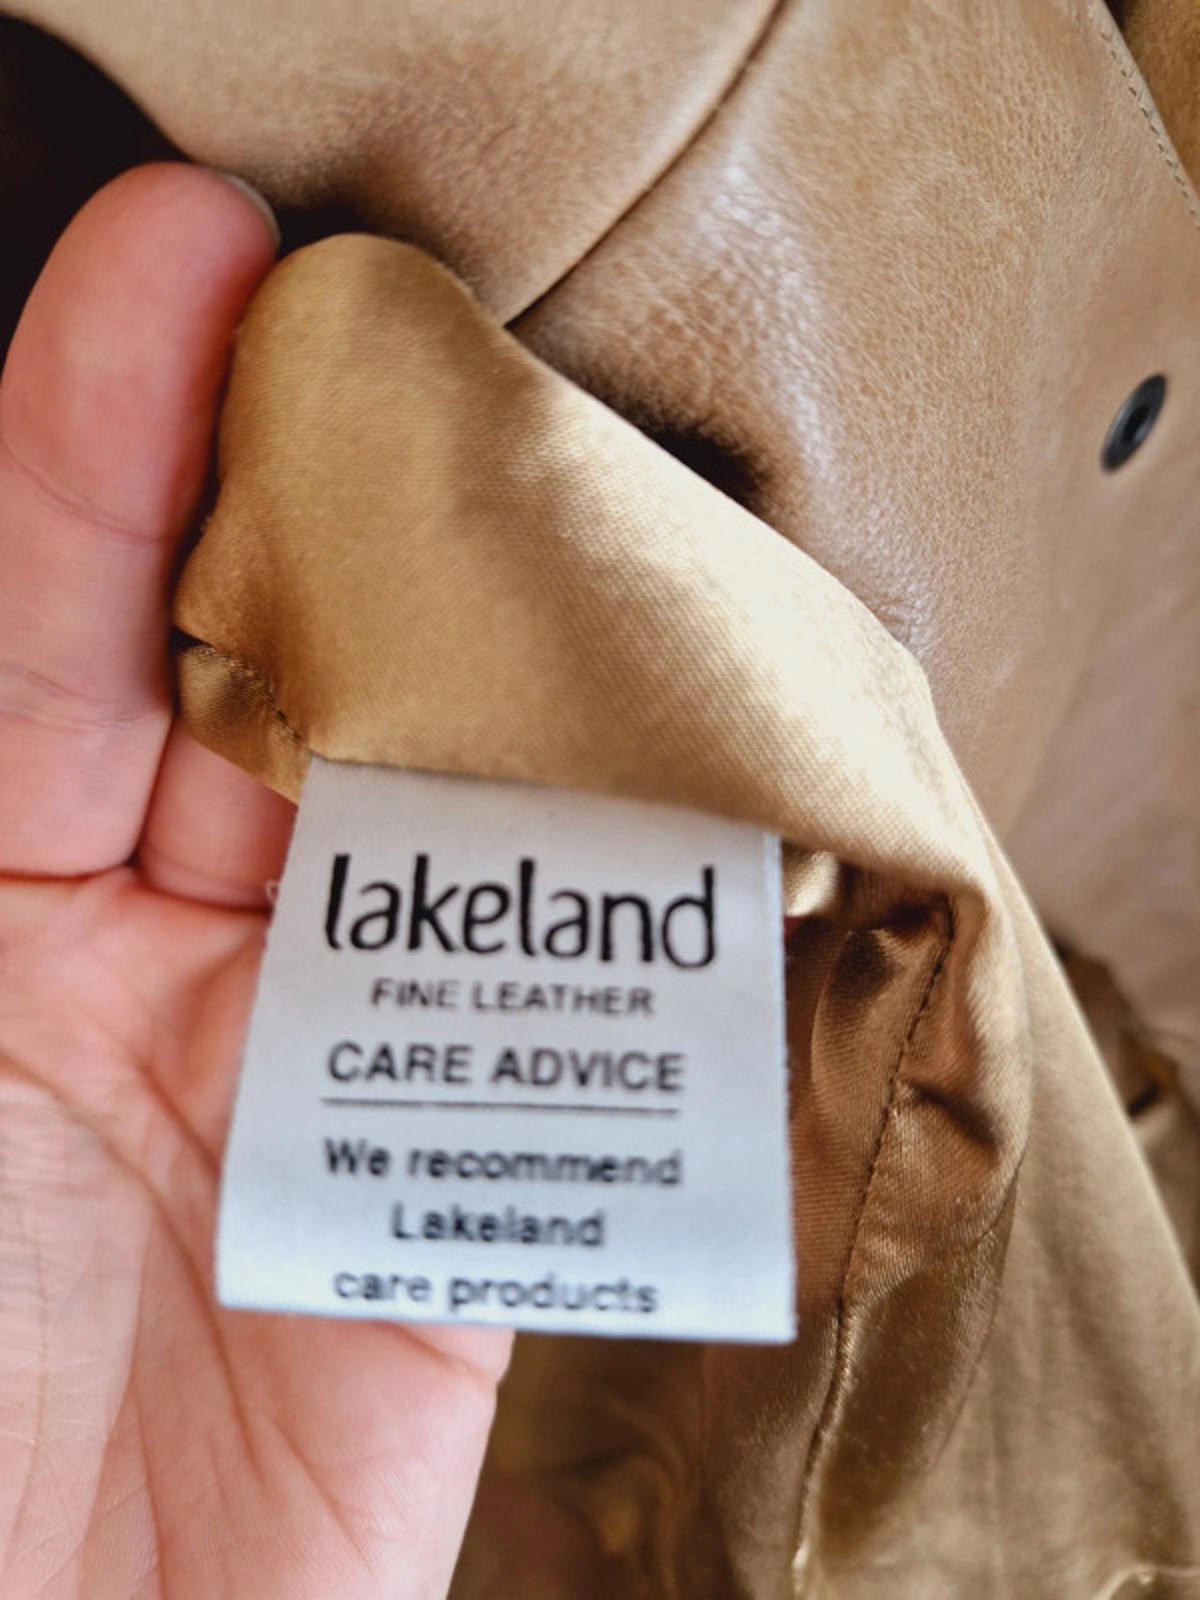 lakeland
FINE LEATHER
CARE ADVICE
We recommend
Lakeland
care products